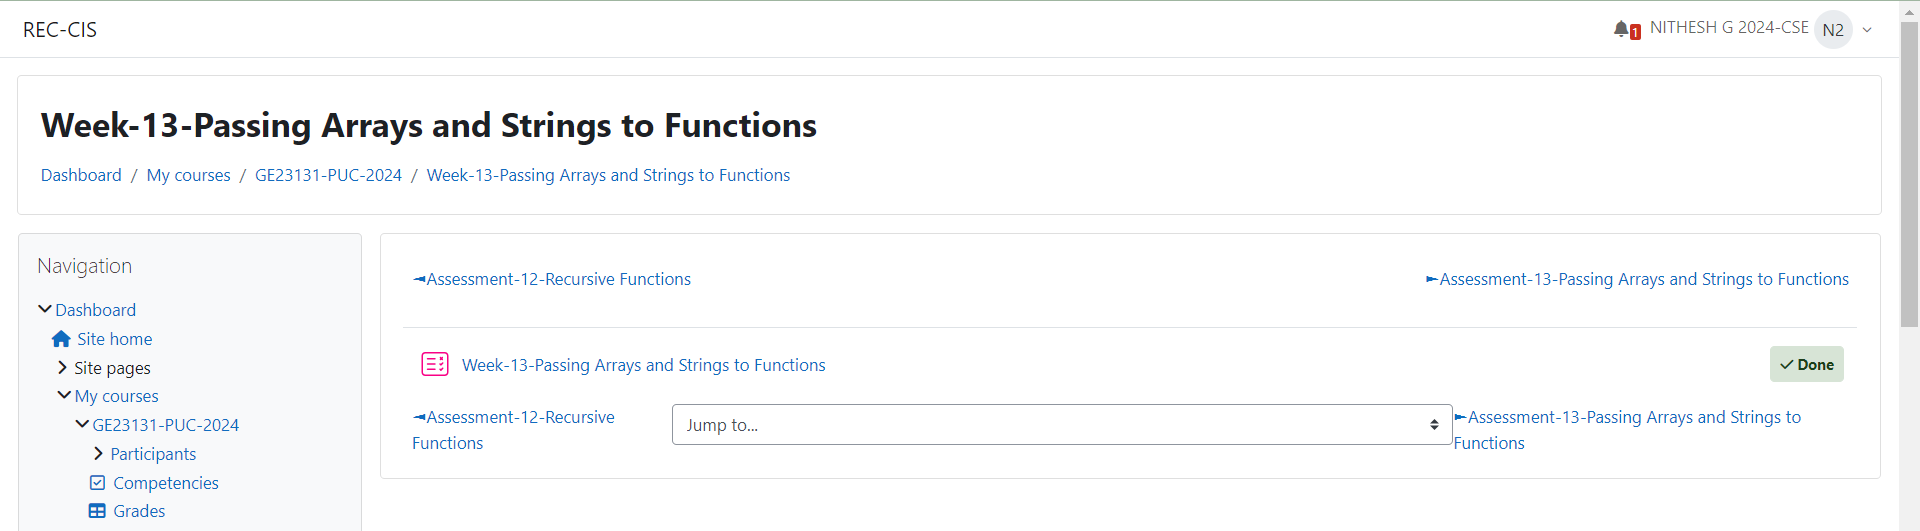 REC-CIS
1 NITHESH G 2024-CSE N2
Week-13-Passing Arrays and Strings to Functions
Dashboard / My courses / GE23131-PUC-2024 / Week-13-Passing Arrays and Strings to Functions
Navigation
Dashboard
Site home
Site pages
My courses
GE23131-PUC-2024
Participants
Competencies
Grades
◄Assessment-12-Recursive Functions
►Assessment-13-Passing Arrays and Strings to Functions
Week-13-Passing Arrays and Strings to Functions
Done
◄Assessment-12-Recursive
Functions
Jump to...
►Assessment-13-Passing Arrays and Strings to
Functions